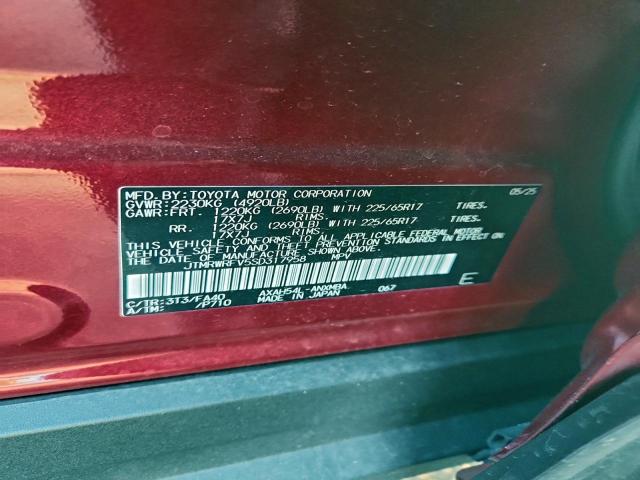 MFD. BY: TOYOTA MOTOR CORPORATION 05/25
GVWR: 2230KG (4920LB)
GAWR: FRT. 1220KG (2690LB) WITH 225/65R17 TIRES.
17X7J RIMS.
RR. 1220KG (2690LB) WITH 225/65R17 TIRES.
17X7J RIMS.
THIS VEHICLE CONFORMS TO ALL APPLICABLE FEDERAL MOTOR
VEHICLE SAFETY AND THEFT PREVENTION STANDARDS IN EFFECT ON
THE DATE OF MANUFACTURE SHOWN ABOVE.
JTMRWRFV5SD317958 MPV
C/TR: 3T3/FA40 AXAH54L-ANXMBA 067 E
A/TM: /P710 MADE IN JAPAN